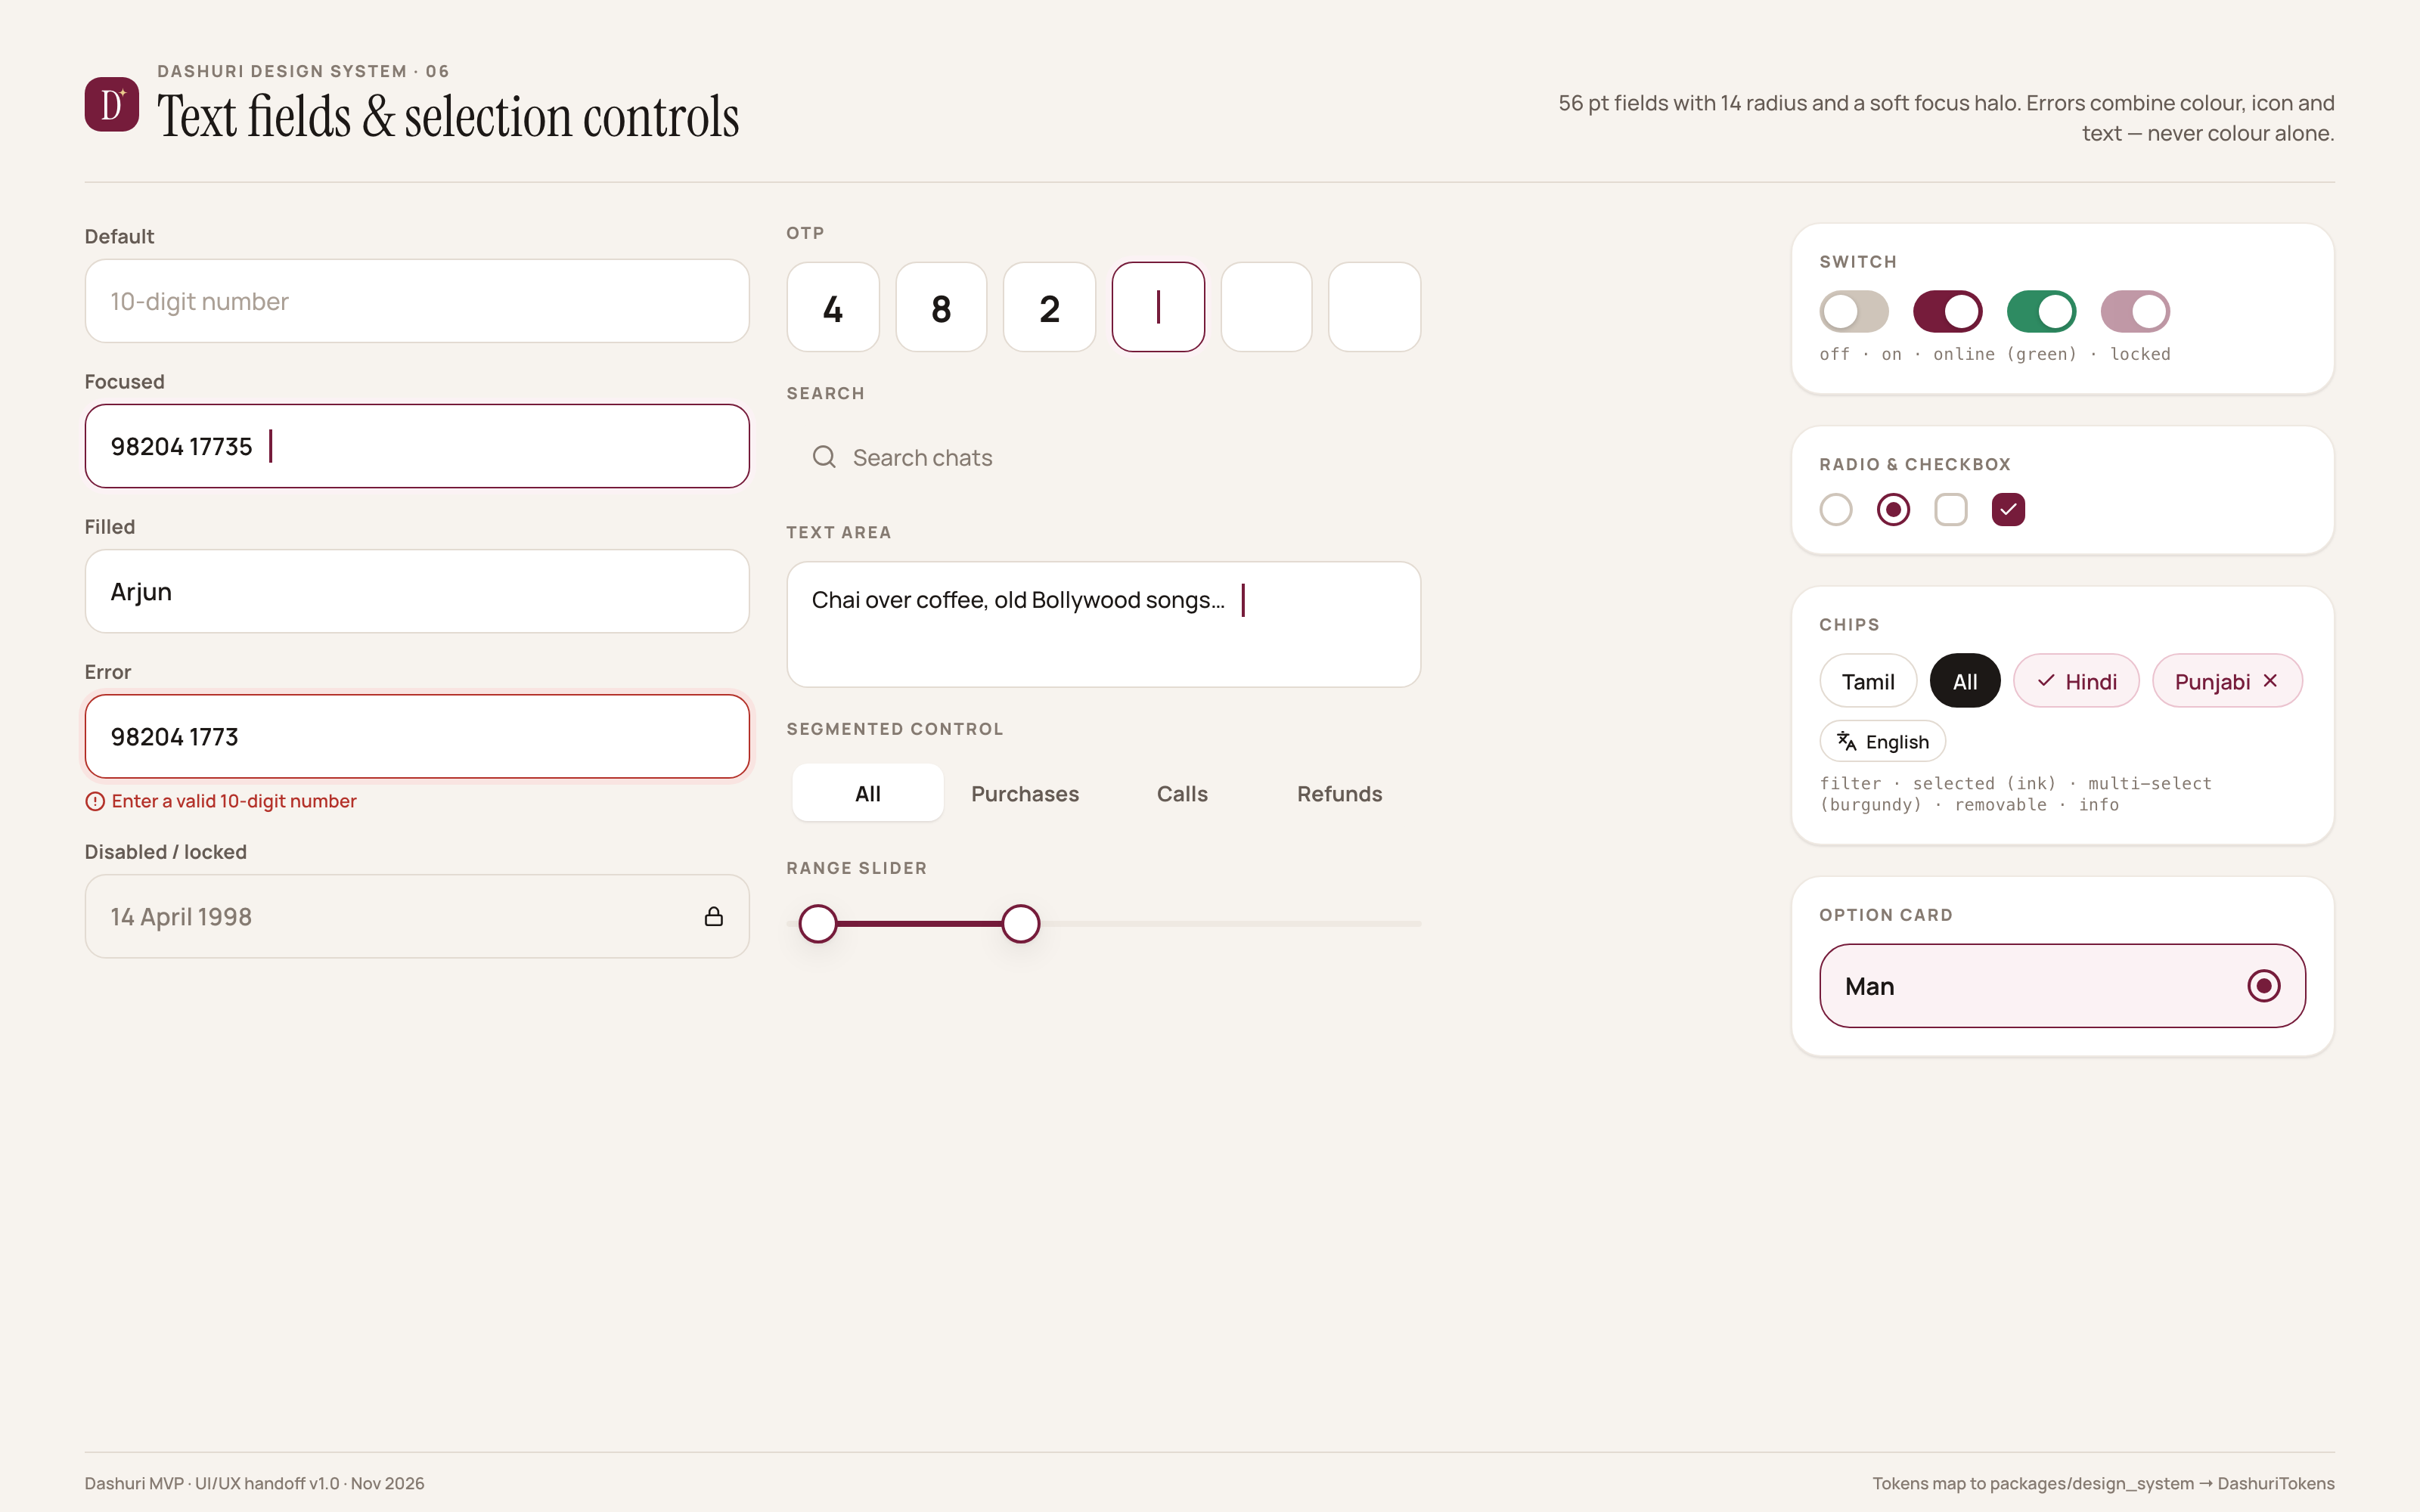 D
DASHURI DESIGN SYSTEM · 06
Text fields & selection controls
56 pt fields with 14 radius and a soft focus halo. Errors combine colour, icon and
text — never colour alone.
Default
10-digit number
Focused
98204 17735
Filled
Arjun
Error
98204 1773
Enter a valid 10-digit number
Disabled / locked
14 April 1998
OTP
4 8 2
SEARCH
Search chats
TEXT AREA
Chai over coffee, old Bollywood songs...
SEGMENTED CONTROL
All Purchases Calls Refunds
RANGE SLIDER
SWITCH
off · on · online (green) · locked
RADIO & CHECKBOX
CHIPS
Tamil All Hindi Punjabi
English
filter · selected (ink) · multi-select
(burgundy) · removable · info
OPTION CARD
Man
Dashuri MVP · UI/UX handoff v1.0 · Nov 2026
Tokens map to packages/design_system → DashuriTokens